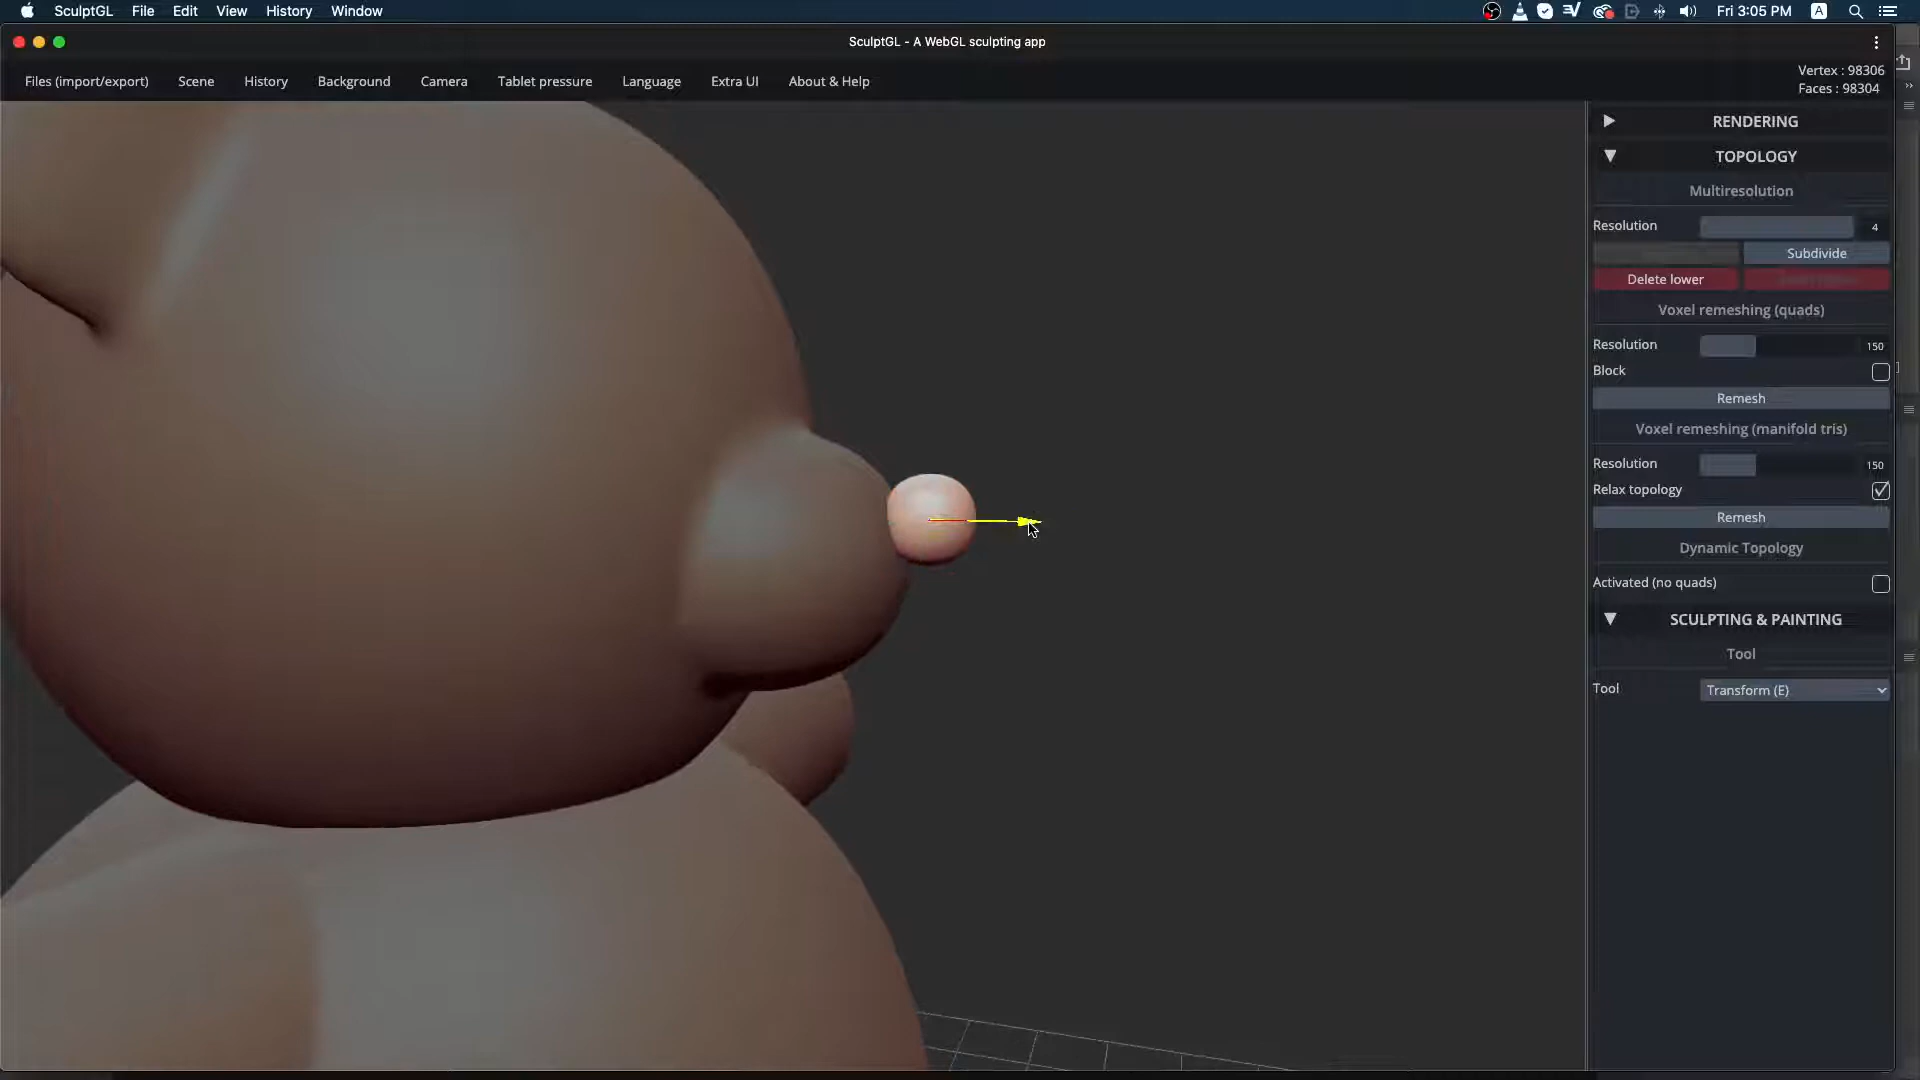 SculptGL File Edit View History Window Fri 3:05 PM A
SculptGL - A WebGL sculpting app
Files (import/export) Scene History Background Camera Tablet pressure Language Extra UI About & Help
Vertex : 98306
Faces : 98304
RENDERING
TOPOLOGY
Multiresolution
Resolution 4
Subdivide
Delete lower
Voxel remeshing (quads)
Resolution 150
Block
Remesh
Voxel remeshing (manifold tris)
Resolution 150
Relax topology
Remesh
Dynamic Topology
Activated (no quads)
SCULPTING & PAINTING
Tool
Tool Transform (E)